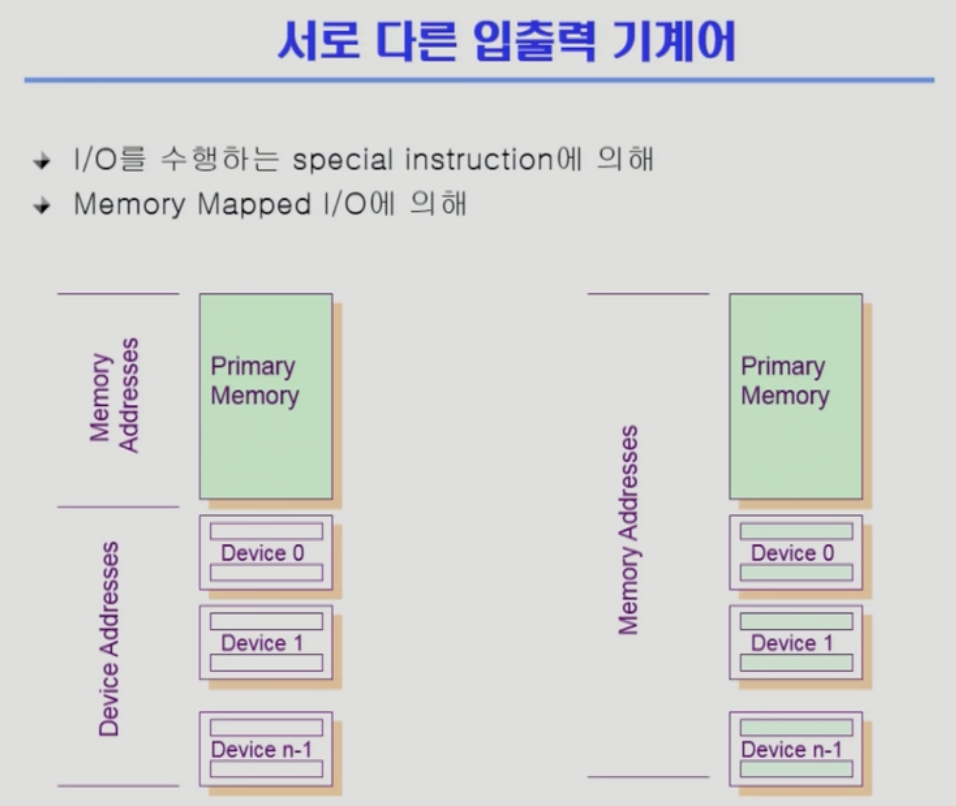 서로 다른 입출력 기계어
I/O를 수행하는 special instruction에 의해
Memory Mapped I/O에 의해
Memory
Addresses
Primary
Memory
Device Addresses
Device 0
Device 1
Device n-1
Memory Addresses
Primary
Memory
Device 0
Device 1
Device n-1